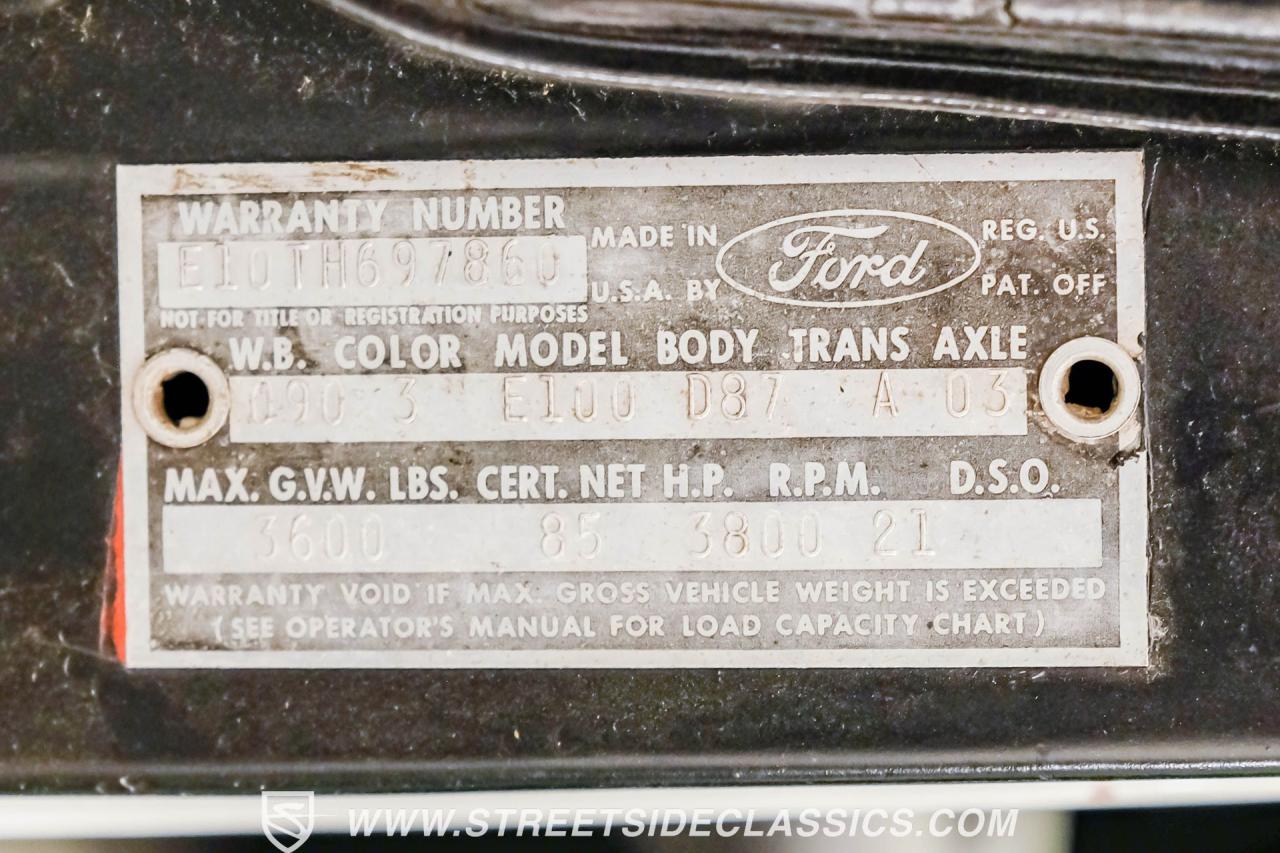 WARRANTY NUMBER
E10TH697860
NOT FOR TITLE OR REGISTRATION PURPOSES
MADE IN
U.S.A. BY
Ford
REG. U.S.
PAT. OFF
W.B. COLOR MODEL BODY TRANS AXLE
090 3 E100 D87 A 03
MAX. G.V.W. LBS. CERT. NET H.P. R.P.M. D.S.O.
3600 85 3800 21
WARRANTY VOID IF MAX. GROSS VEHICLE WEIGHT IS EXCEEDED
(SEE OPERATOR'S MANUAL FOR LOAD CAPACITY CHART)
WWW.STREETSIDECLASSICS.COM